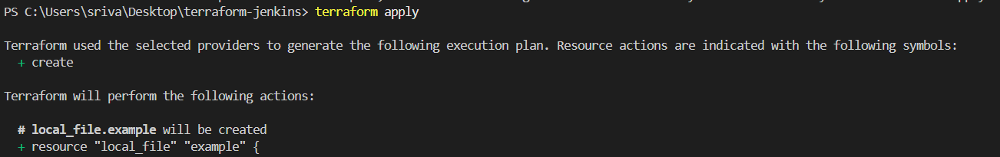 PS C:\Users\sriva\Desktop\terraform-jenkins> terraform apply
Terraform used the selected providers to generate the following execution plan. Resource actions are indicated with the following symbols:
+ create
Terraform will perform the following actions:
# local_file.example will be created
+ resource "local_file" "example" {